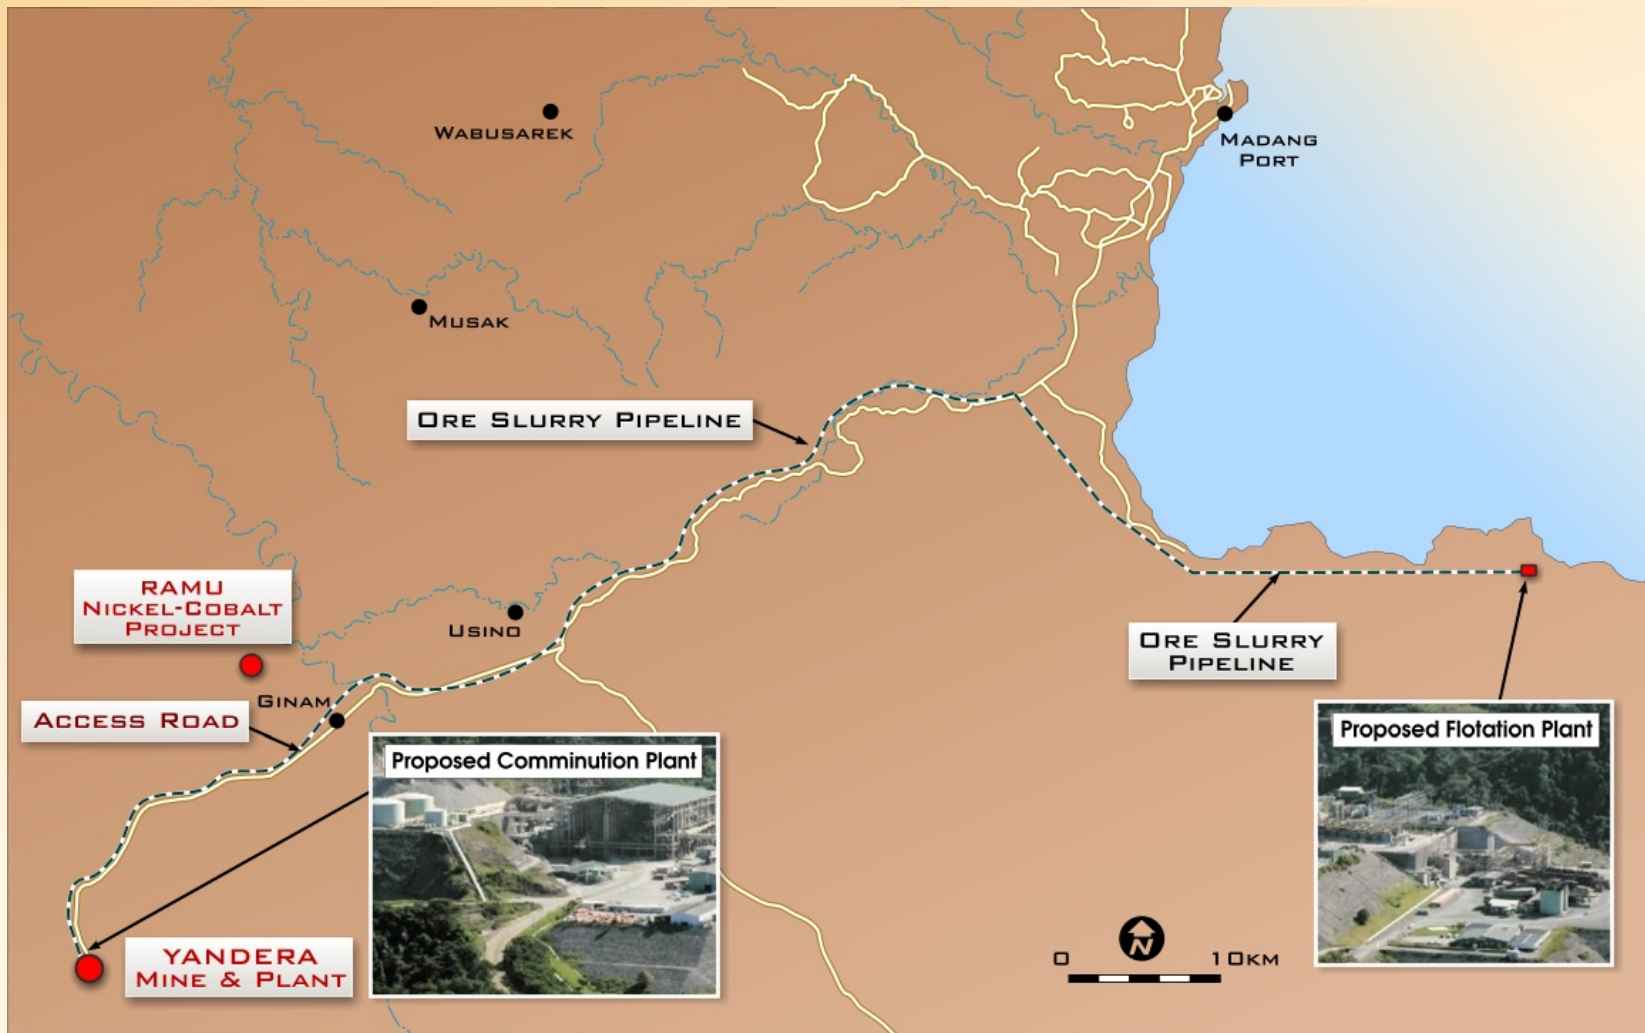 WABUSAREK
MADANG
PORT
MUSAK
ORE SLURRY PIPELINE
RAMU
NICKEL-COBALT
PROJECT
USINO
ORE SLURRY
PIPELINE
GINAM
ACCESS ROAD
Proposed Comminution Plant
Proposed Flotation Plant
YANDERA
MINE & PLANT
N
0 10KM